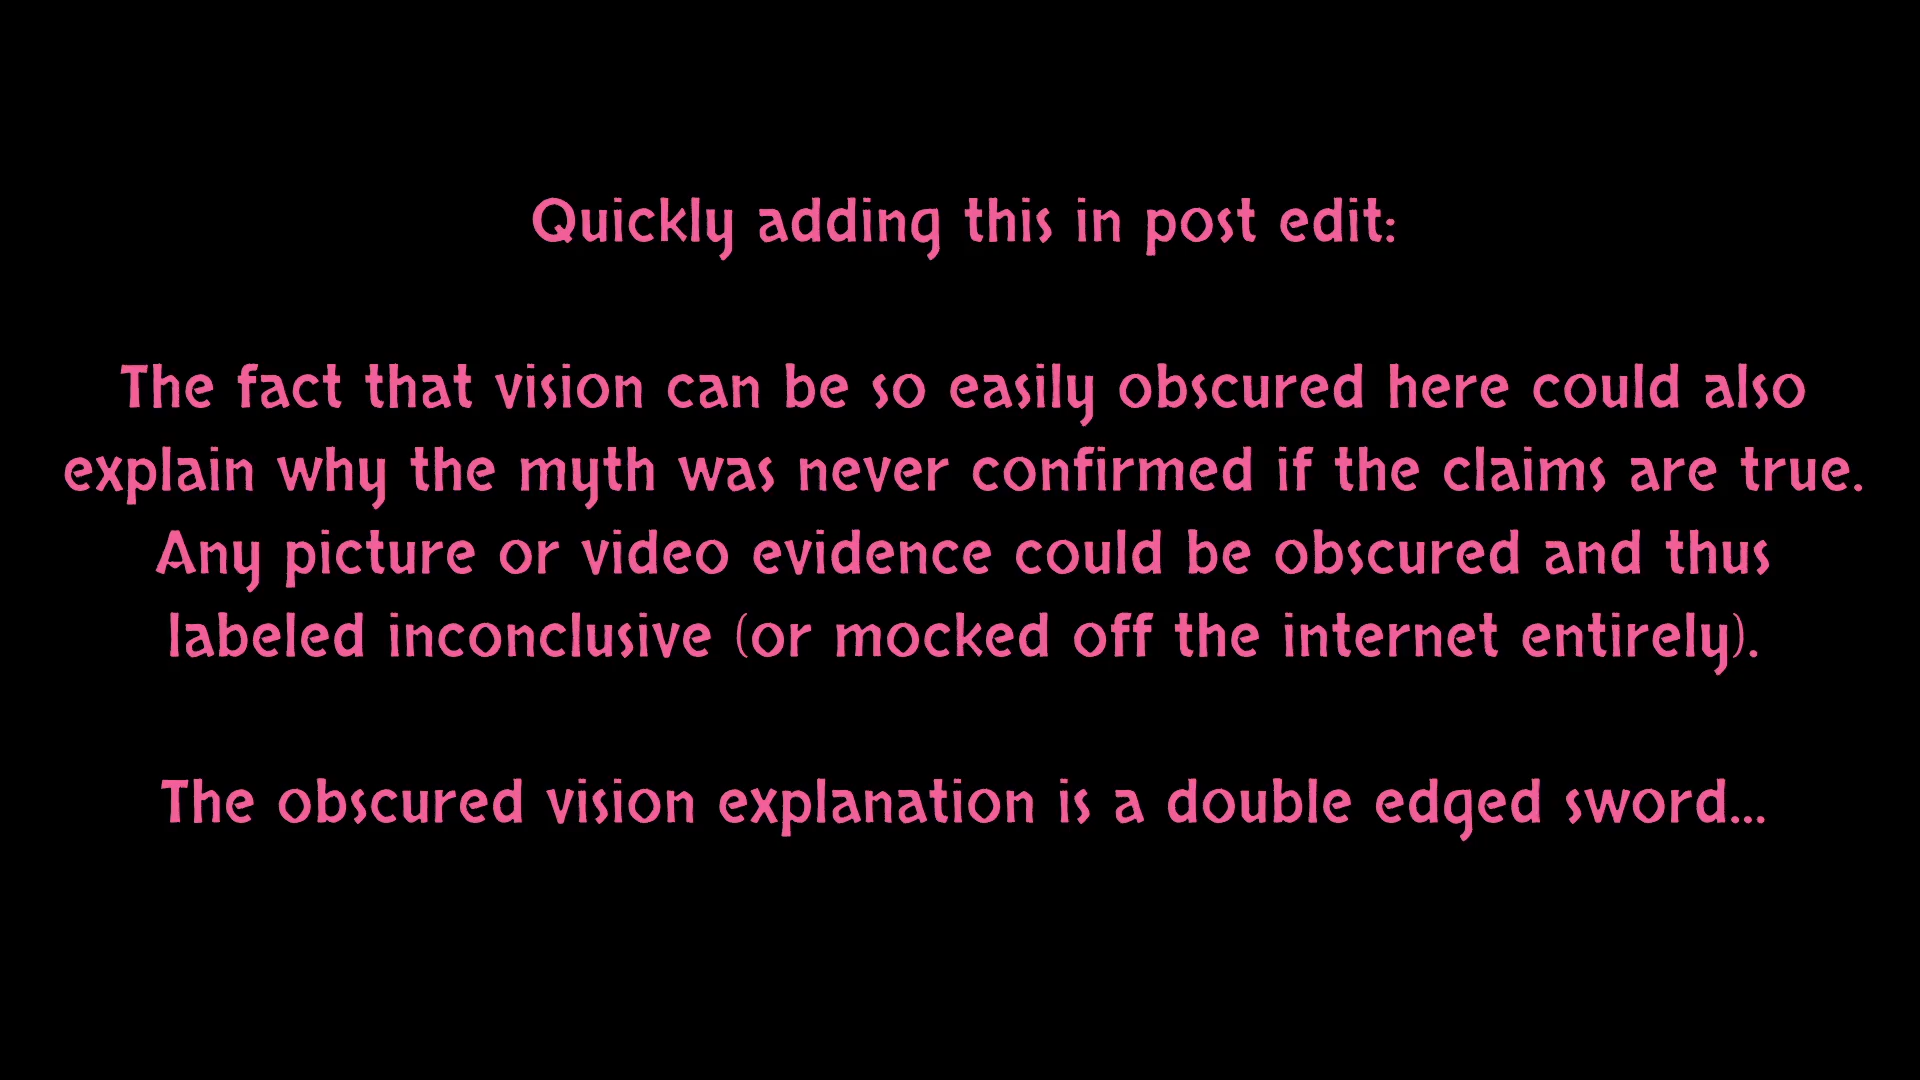 Quickly adding this in post edit:
The fact that vision can be so easily obscured here could also
explain why the myth was never confirmed if the claims are true.
Any picture or video evidence could be obscured and thus
labeled inconclusive (or mocked off the internet entirely).
The obscured vision explanation is a double edged sword...